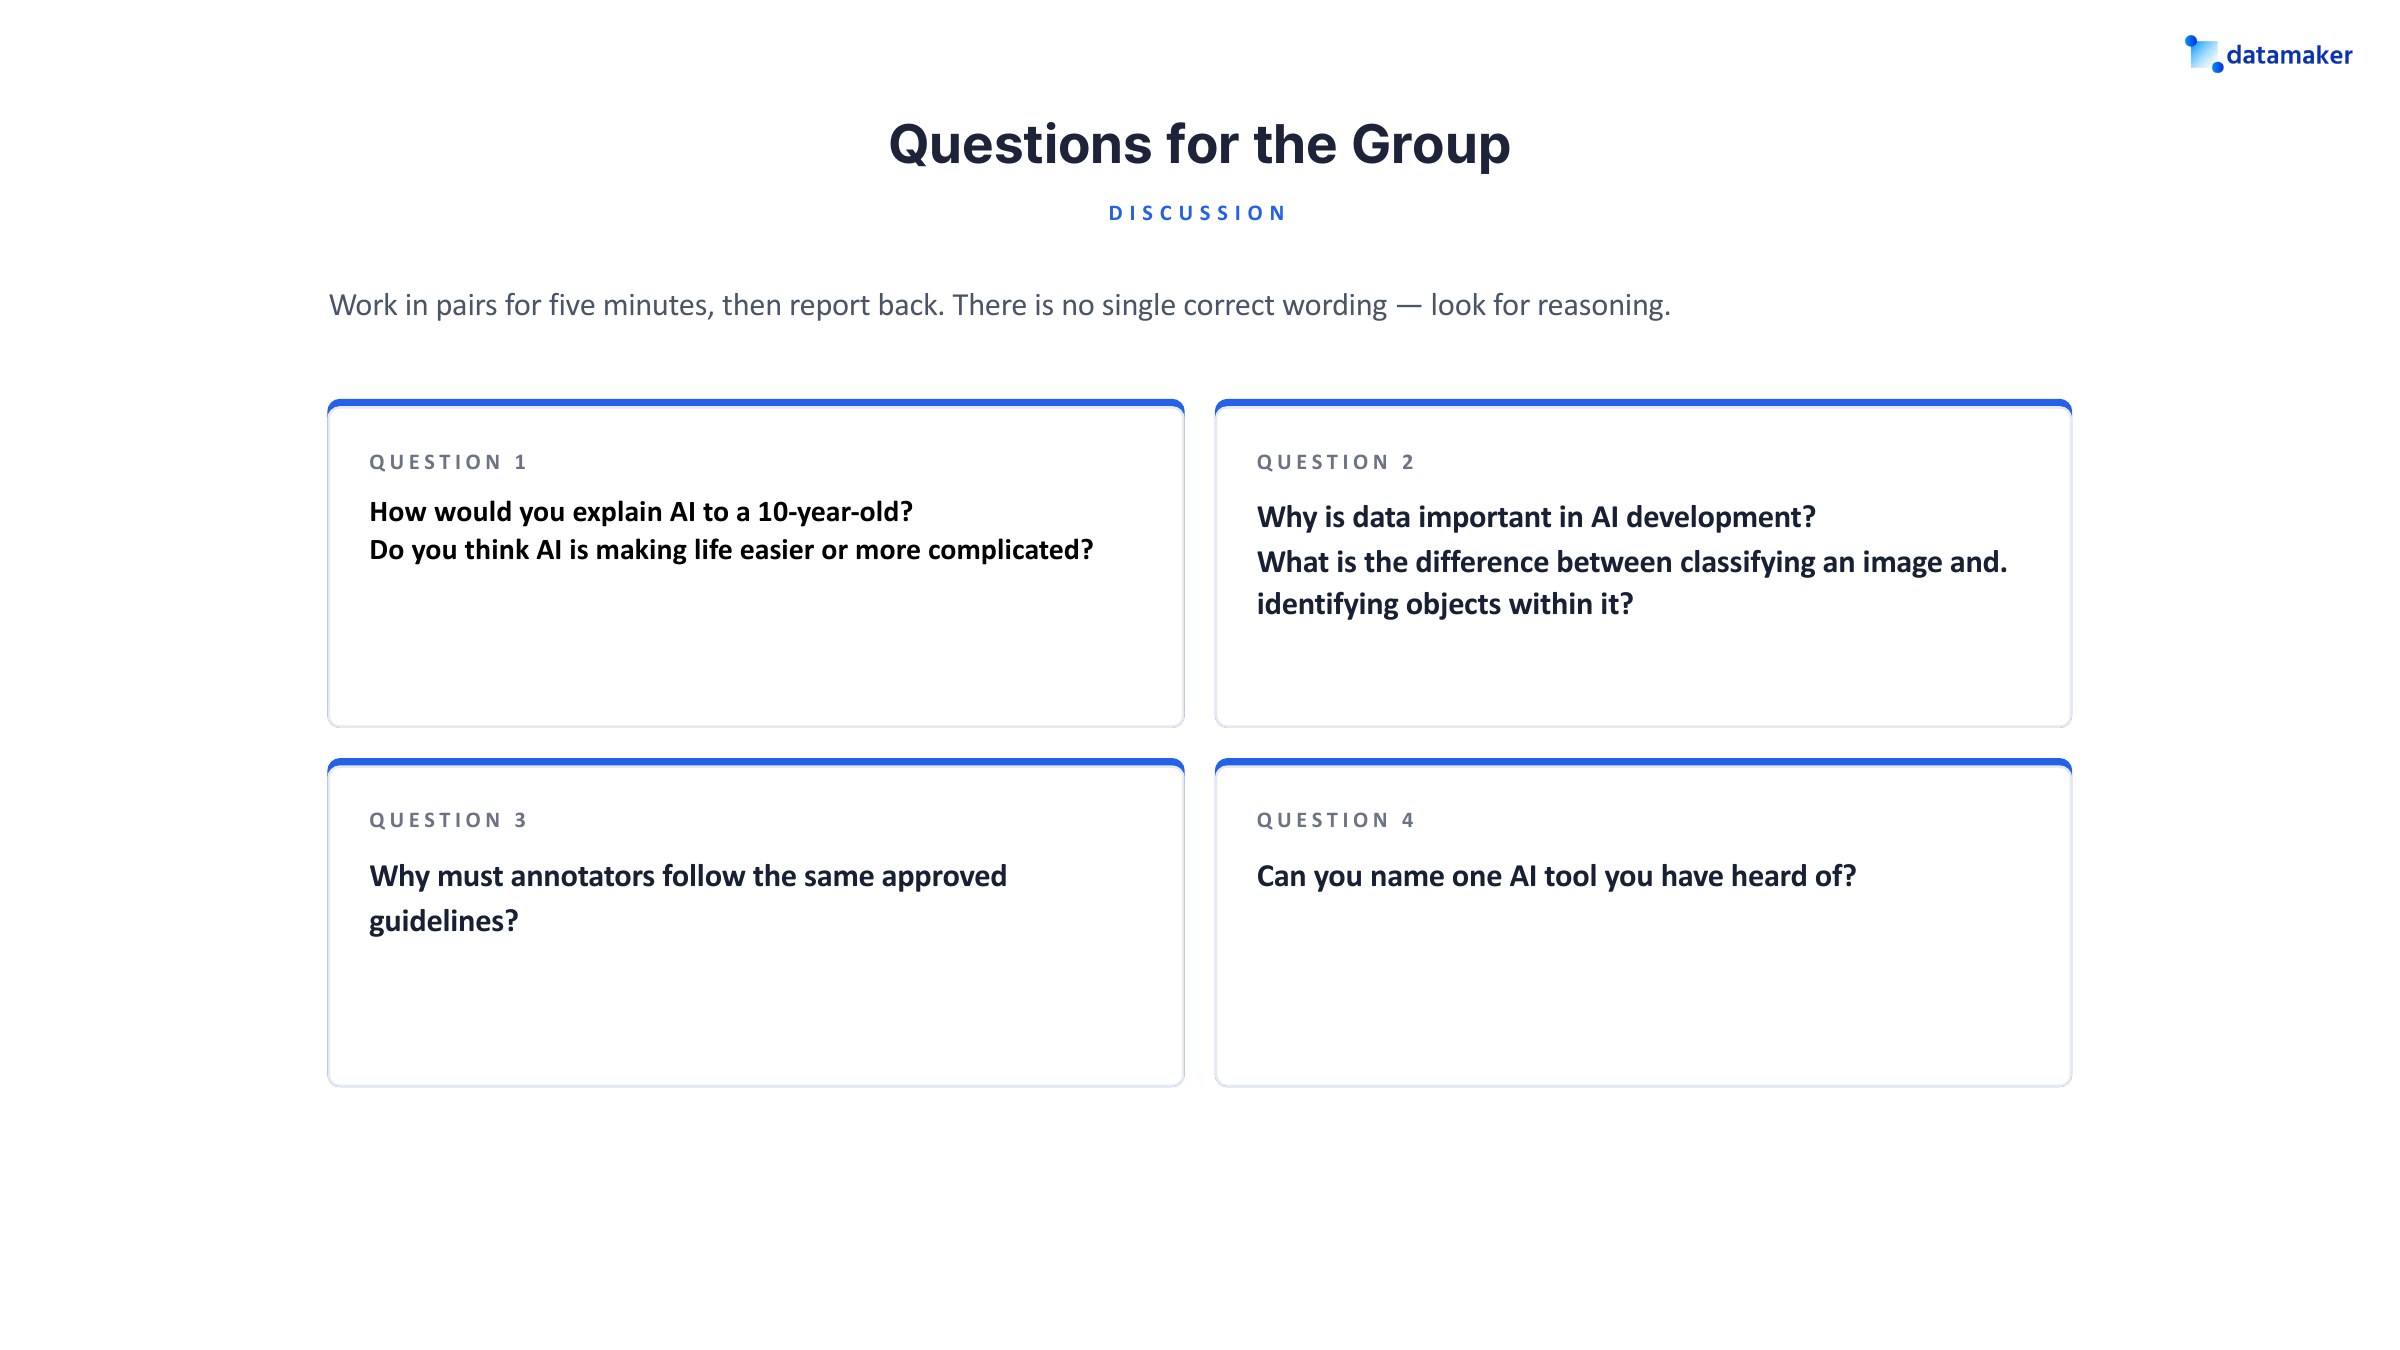 datamaker
Questions for the Group
DISCUSSION
Work in pairs for five minutes, then report back. There is no single correct wording — look for reasoning.
QUESTION 1
How would you explain AI to a 10-year-old?
Do you think AI is making life easier or more complicated?
QUESTION 2
Why is data important in AI development?
What is the difference between classifying an image and.
identifying objects within it?
QUESTION 3
Why must annotators follow the same approved
guidelines?
QUESTION 4
Can you name one AI tool you have heard of?